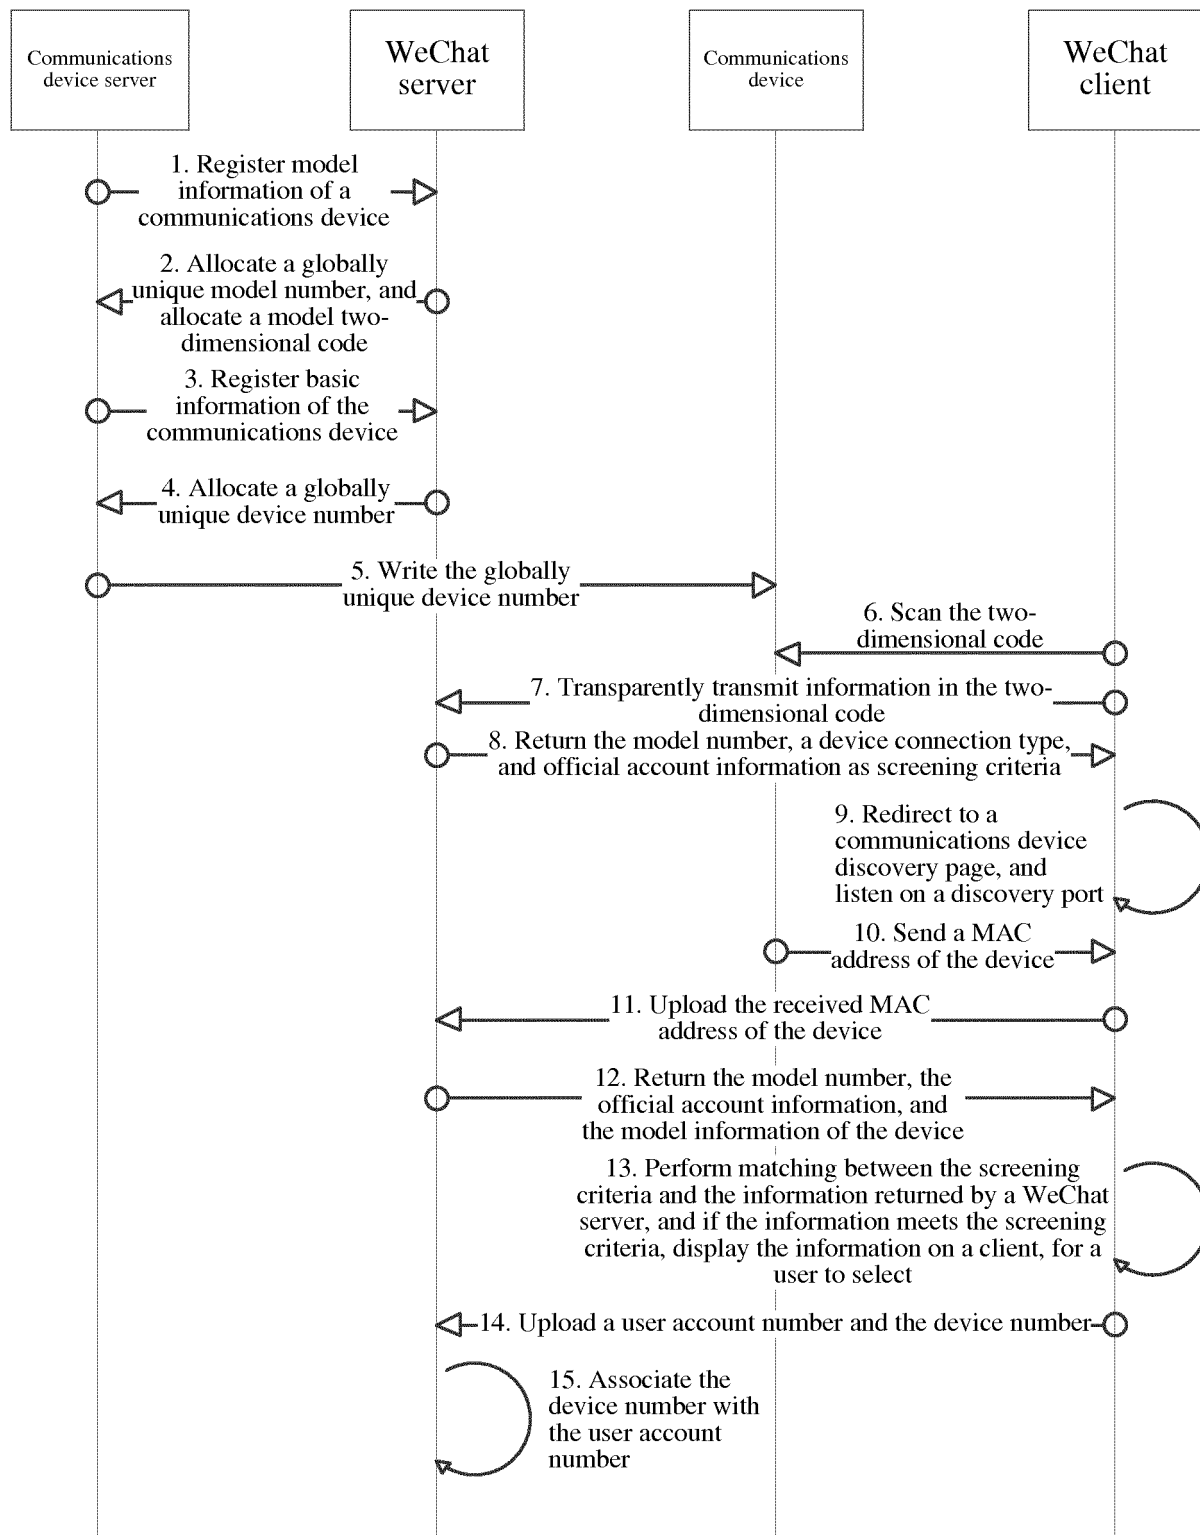 Communications
device server
WeChat
server
Communications
device
WeChat
client
1. Register model
information of a
communications device
2. Allocate a globally
unique model number, and
allocate a model two-
dimensional code
3. Register basic
information of the
communications device
4. Allocate a globally
unique device number
5. Write the globally
unique device number
6. Scan the two-
dimensional code
7. Transparently transmit information in the two-
dimensional code
8. Return the model number, a device connection type,
and official account information as screening criteria
9. Redirect to a
communications device
discovery page, and
listen on a discovery port
10. Send a MAC
address of the device
11. Upload the received MAC
address of the device
12. Return the model number, the
official account information, and
the model information of the device
13. Perform matching between the screening
criteria and the information returned by a WeChat
server, and if the information meets the screening
criteria, display the information on a client, for a
user to select
14. Upload a user account number and the device number
15. Associate the
device number with
the user account
number